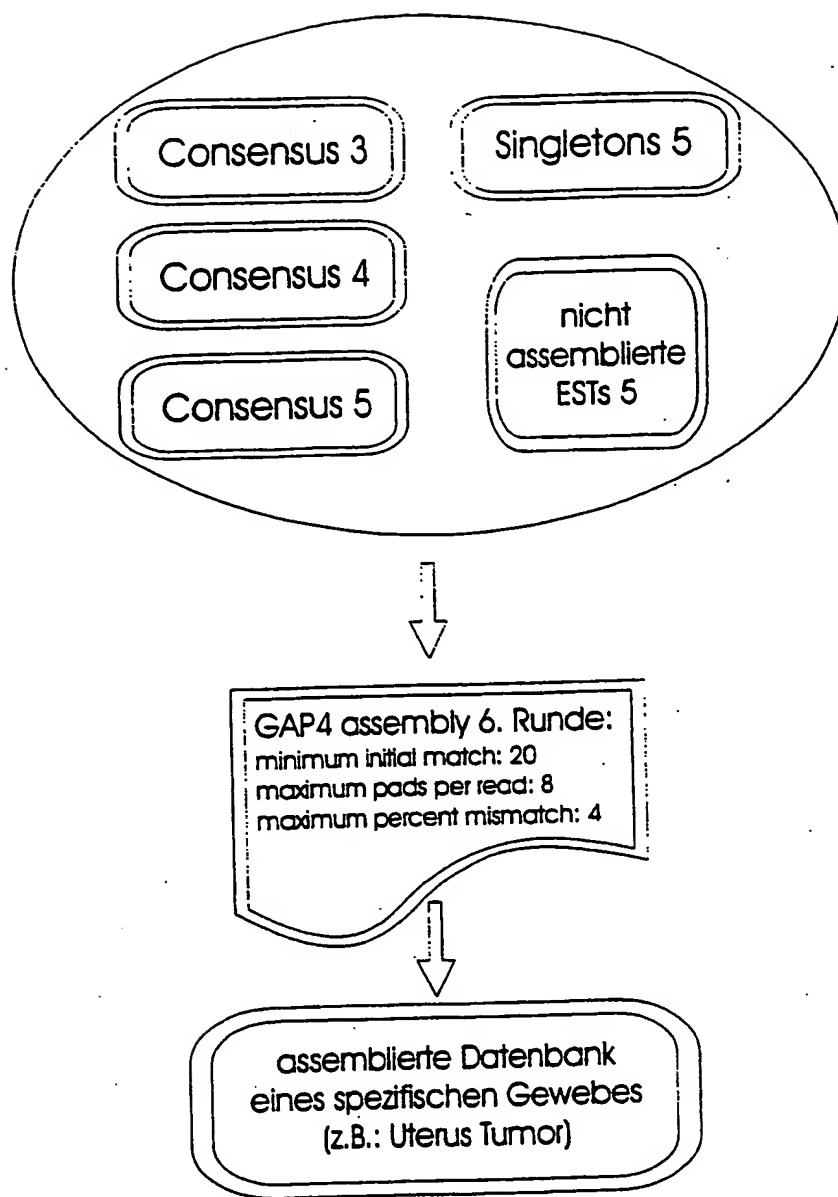 Consensus 3
Singletons 5
Consensus 4
nicht
assemblierte
ESTs 5
Consensus 5
GAP4 assembly 6. Runde:
minimum initial match: 20
maximum pads per read: 8
maximum percent mismatch: 4
assemblierte Datenbank
eines spezifischen Gewebes
(z.B.: Uterus Tumor)